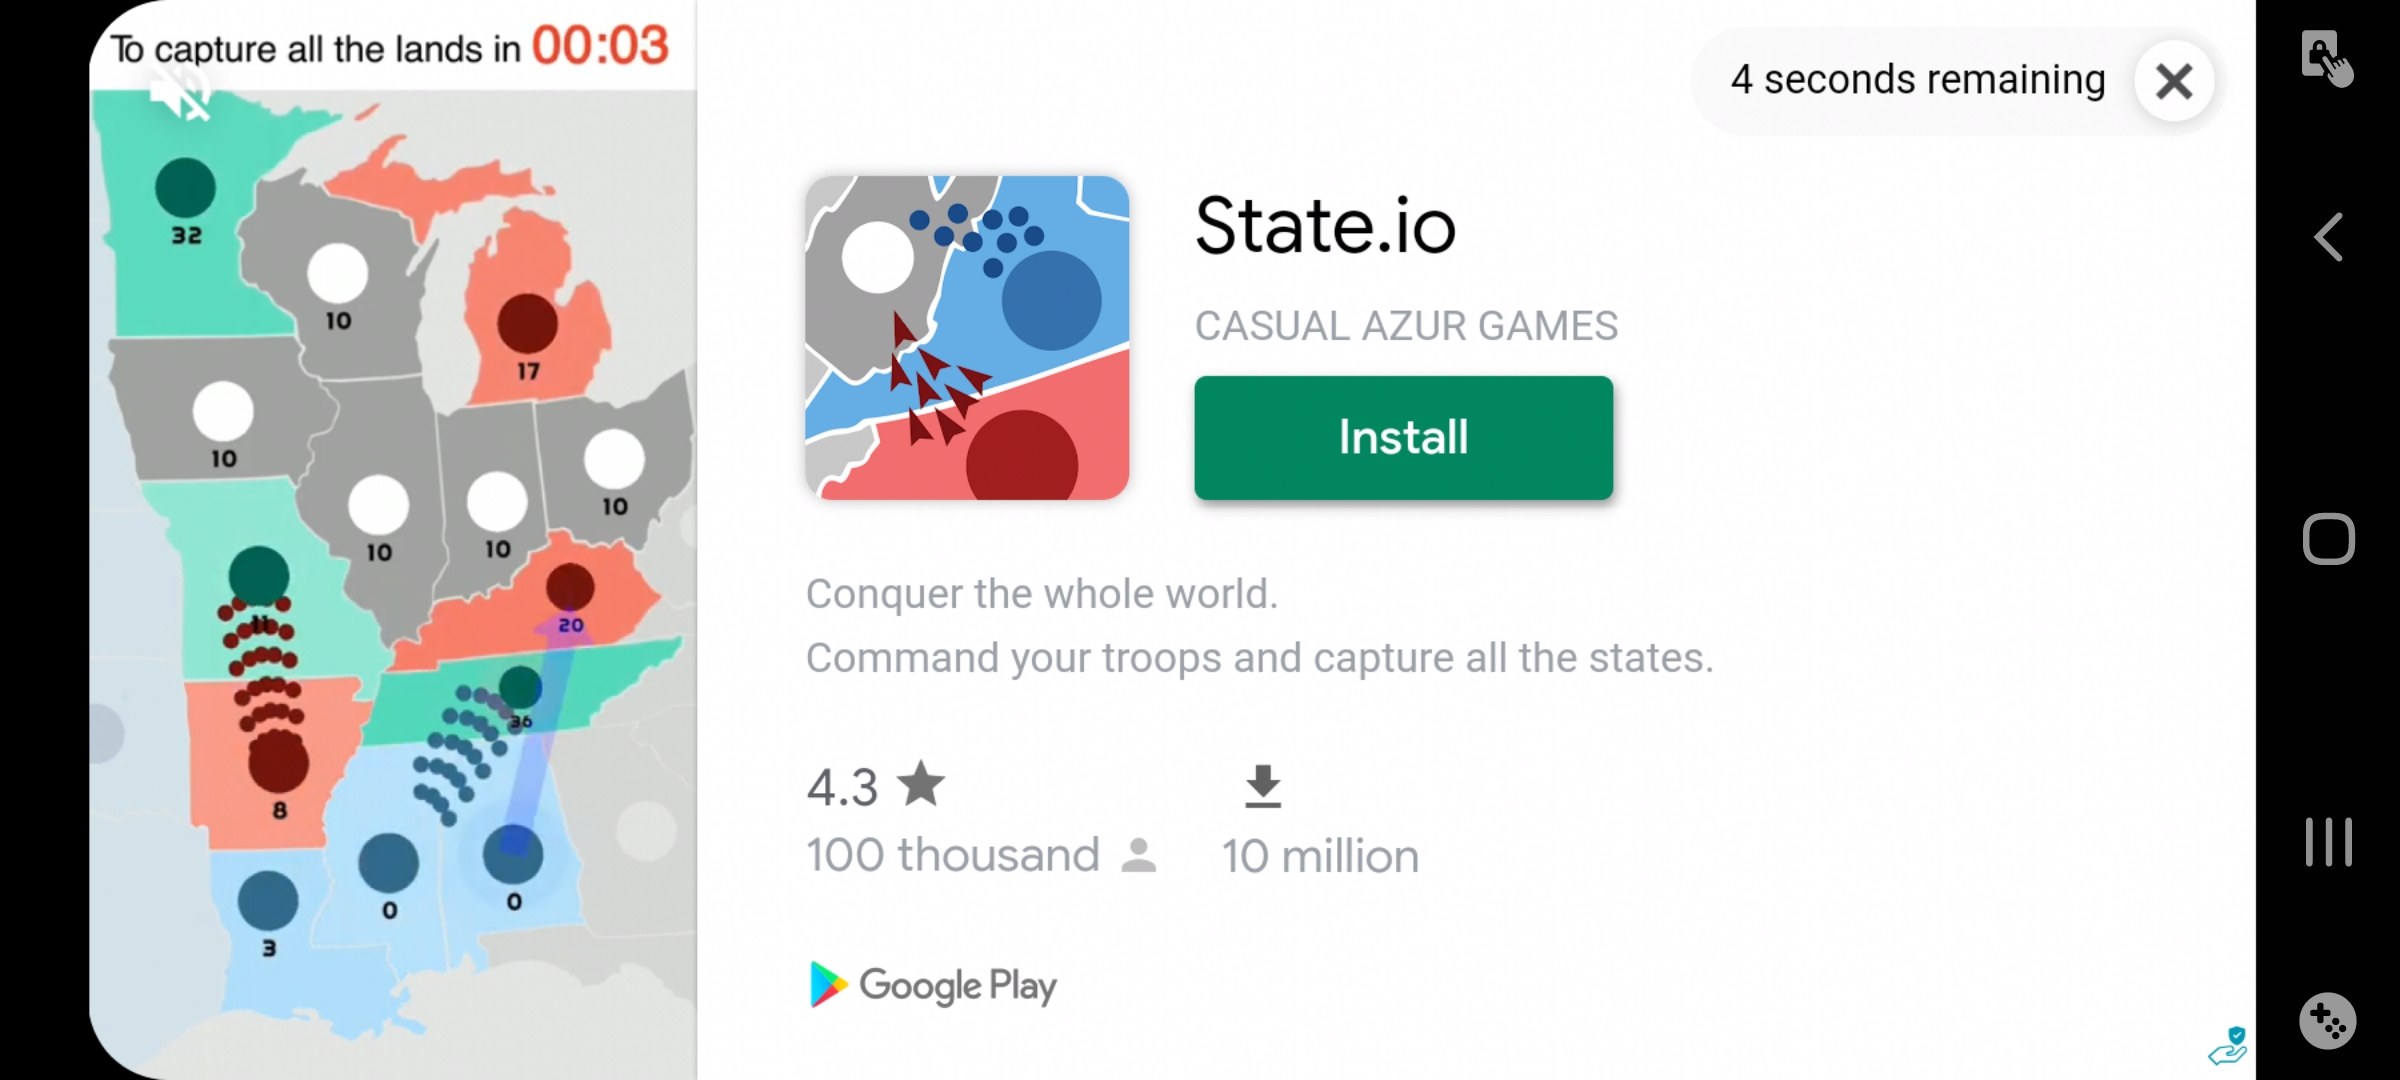 To capture all the lands in 00:03
4 seconds remaining
32
10
17
10
10
10
10
11
20
36
8
3
0
0
State.io
CASUAL AZUR GAMES
Install
Conquer the whole world.
Command your troops and capture all the states.
4.3
100 thousand
10 million
Google Play